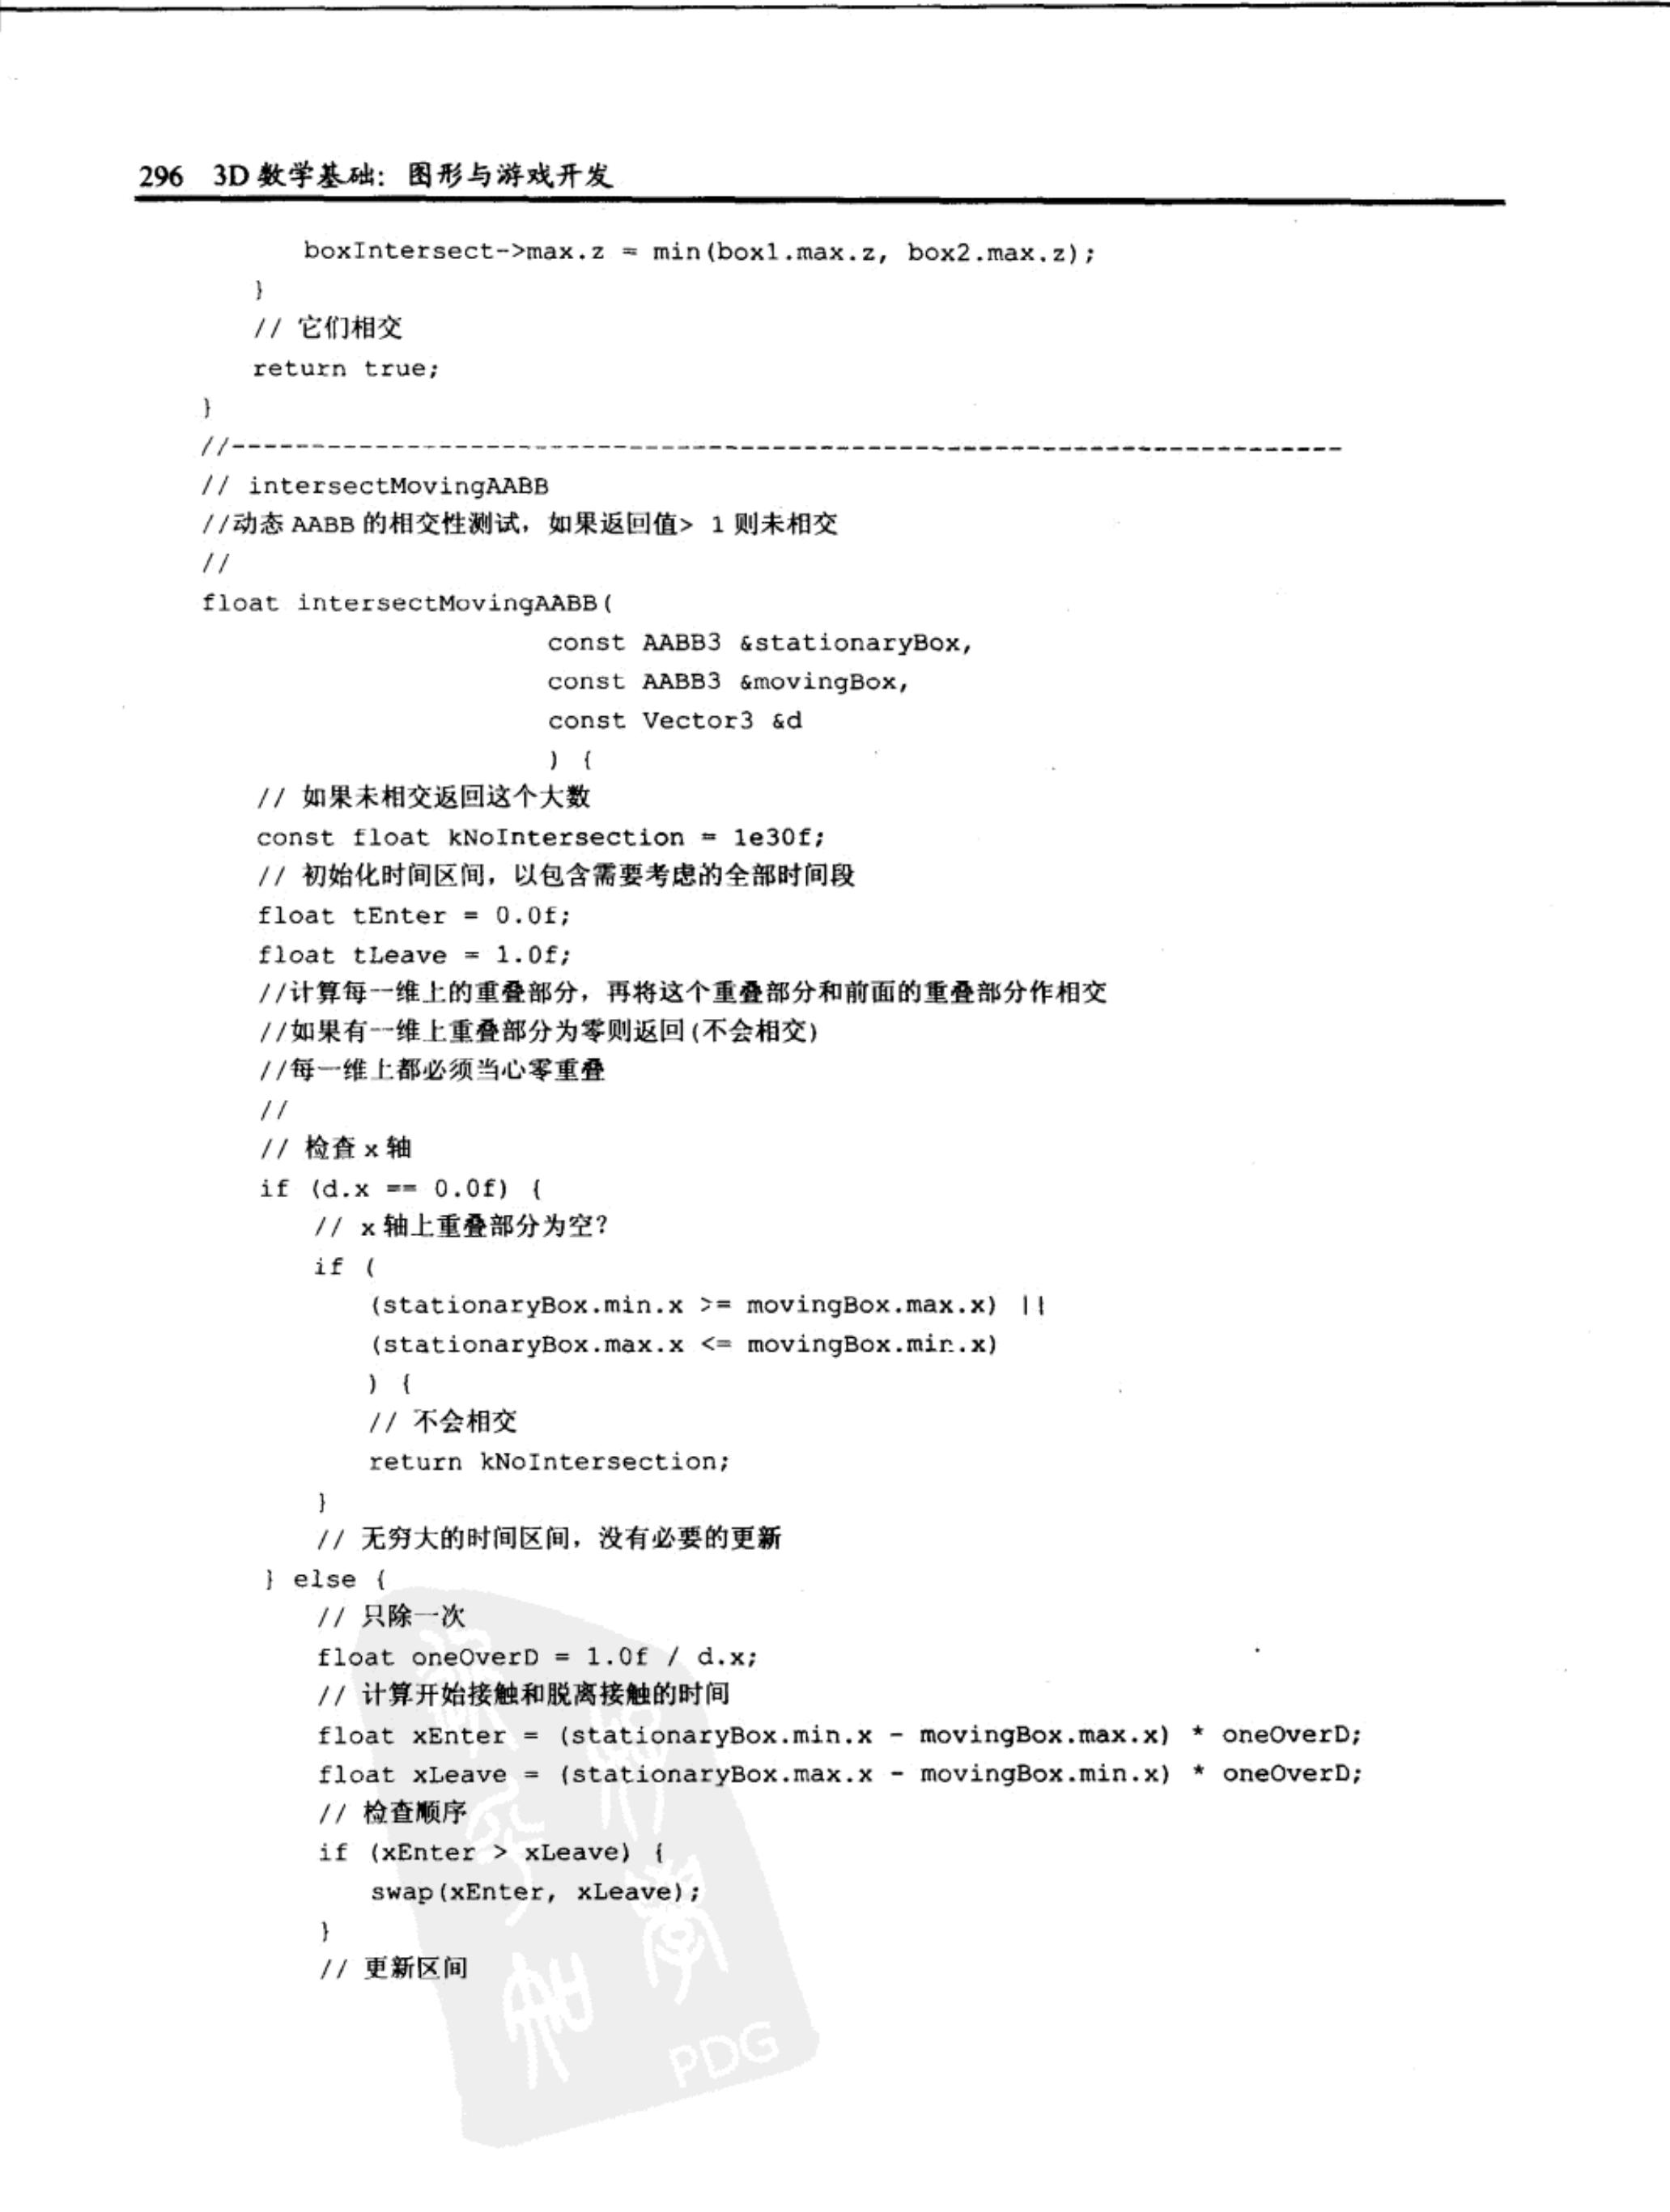 296 3D 数学基础：图形与游戏开发
boxIntersect->max.z = min(box1.max.z, box2.max.z);
}
// 它们相交
return true;
}
//----------------------------------------------------------------------
// intersectMovingAABB
//动态 AABB 的相交性测试，如果返回值> 1 则未相交
//
float intersectMovingAABB(
const AABB3 &stationaryBox,
const AABB3 &movingBox,
const Vector3 &d
) {
// 如果未相交返回这个大数
const float kNoIntersection = 1e30f;
// 初始化时间区间，以包含需要考虑的全部时间段
float tEnter = 0.0f;
float tLeave = 1.0f;
//计算每一维上的重叠部分，再将这个重叠部分和前面的重叠部分作相交
//如果有一维上重叠部分为零则返回(不会相交)
//每一维上都必须当心零重叠
//
// 检查 x 轴
if (d.x == 0.0f) {
// x 轴上重叠部分为空?
if (
(stationaryBox.min.x >= movingBox.max.x) ||
(stationaryBox.max.x <= movingBox.min.x)
) {
// 不会相交
return kNoIntersection;
}
// 无穷大的时间区间，没有必要的更新
} else {
// 只除一次
float oneOverD = 1.0f / d.x;
// 计算开始接触和脱离接触的时间
float xEnter = (stationaryBox.min.x - movingBox.max.x) * oneOverD;
float xLeave = (stationaryBox.max.x - movingBox.min.x) * oneOverD;
// 检查顺序
if (xEnter > xLeave) {
swap(xEnter, xLeave);
}
// 更新区间
PDG